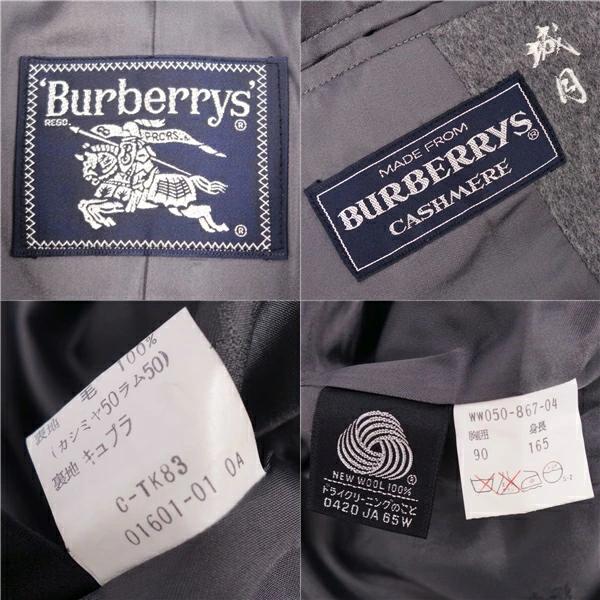 'Burberrys'
REGD.
®
PRORS.
®
城月
MADE FROM
BURBERRYS®
CASHMERE
表地 毛 100%
(カシミヤ50ラム50)
裏地 キュプラ
C-TK83
01601-01 0A
NEW WOOL 100%
ドライクリーニングのこと
0420 JA 65W
WW050-867-04
胸囲 身長
90 165